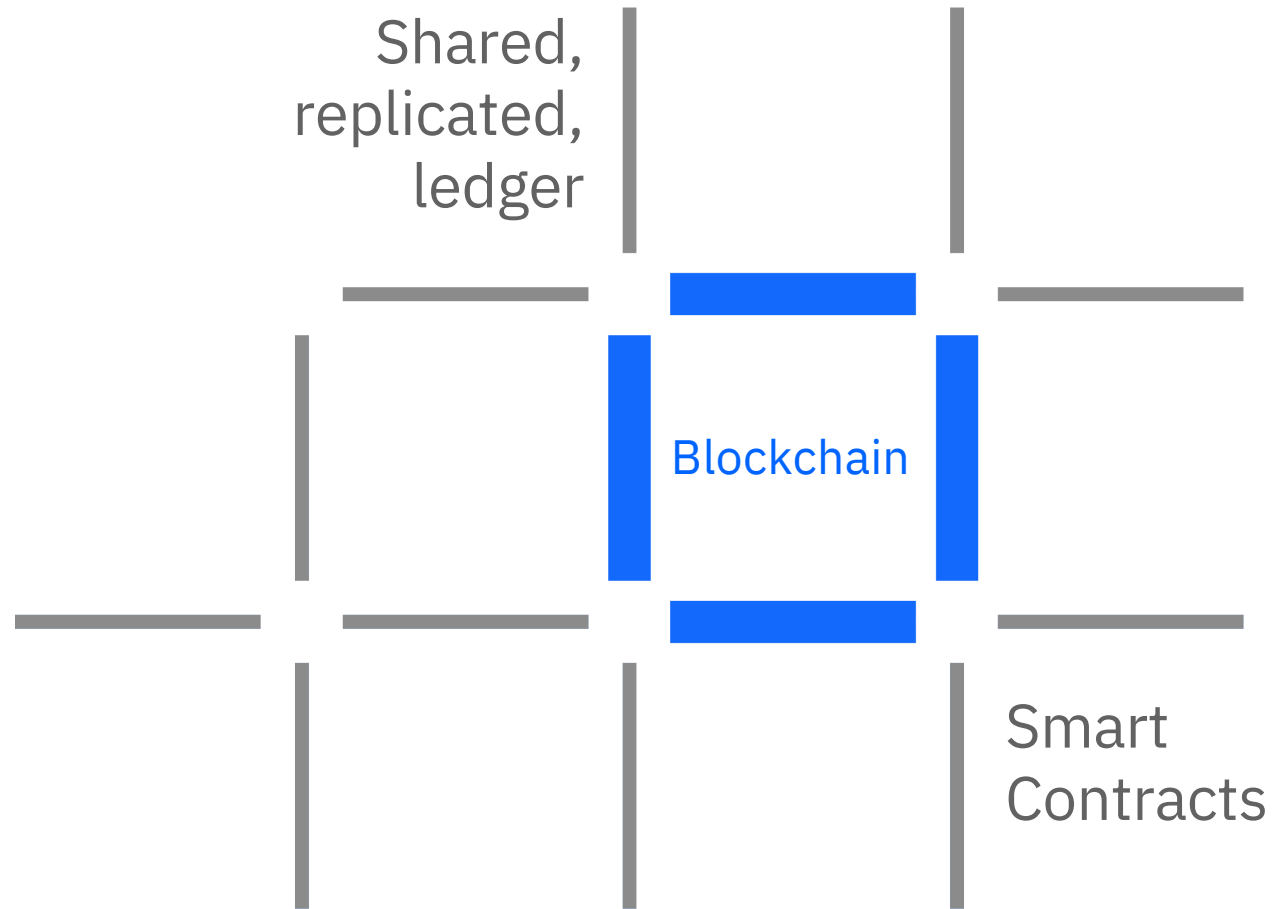 Shared,
replicated,
ledger
Blockchain
Smart
Contracts